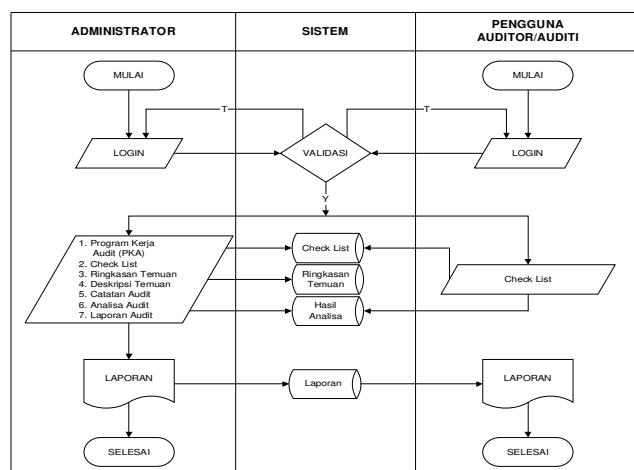 ADMINISTRATOR
SISTEM
PENGGUNA
AUDITOR/AUDITI
MULAI
MULAI
T
T
LOGIN
VALIDASI
LOGIN
Y
1. Program Kerja
Audit (PKA)
2. Check List
3. Ringkasan Temuan
4. Deskripsi Temuan
5. Catatan Audit
6. Analisa Audit
7. Laporan Audit
Check List
Ringkasan
Temuan
Hasil
Analisa
Check List
LAPORAN
Laporan
LAPORAN
SELESAI
SELESAI